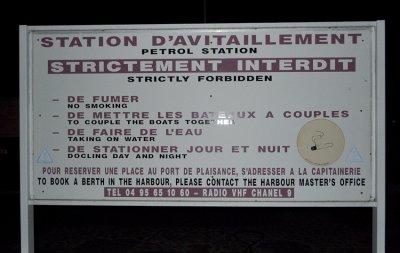 STATION D'AVITAILLEMENT
PETROL STATION
STRICTEMENT INTERDIT
STRICTLY FORBIDDEN
- DE FUMER
NO SMOKING
- DE METTRE LES BATEAUX A COUPLES
TO COUPLE THE BOATS TOGETHER
- DE FAIRE DE L'EAU
TAKING ON WATER
- DE STATIONNER JOUR ET NUIT
DOCLING DAY AND NIGHT
POUR RESERVER UNE PLACE AU PORT DE PLAISANCE, S'ADRESSER A LA CAPITAINERIE
TO BOOK A BERTH IN THE HARBOUR, PLEASE CONTACT THE HARBOUR MASTER'S OFFICE
TEL 04 95 65 10 60 - RADIO VHF CHANEL 9